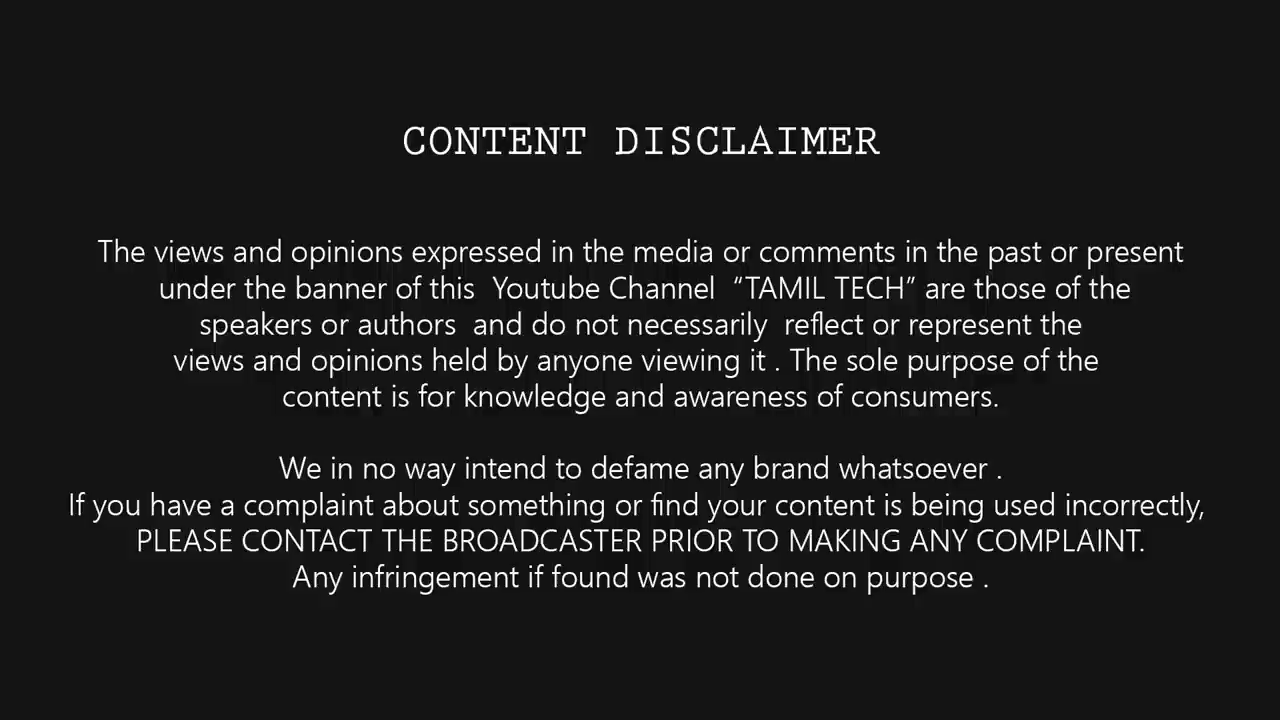 CONTENT DISCLAIMER
The views and opinions expressed in the media or comments in the past or present
under the banner of this Youtube Channel “TAMIL TECH” are those of the
speakers or authors and do not necessarily reflect or represent the
views and opinions held by anyone viewing it . The sole purpose of the
content is for knowledge and awareness of consumers.
We in no way intend to defame any brand whatsoever .
If you have a complaint about something or find your content is being used incorrectly,
PLEASE CONTACT THE BROADCASTER PRIOR TO MAKING ANY COMPLAINT.
Any infringement if found was not done on purpose .